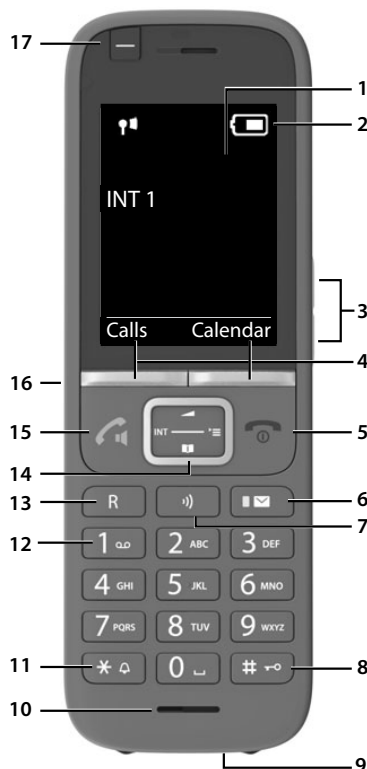 17
1
2
INT 1
3
Calls Calendar
4
16
15
INT
5
14
13 R 6
7
12 1 2 ABC 3 DEF
4 GHI 5 JKL 6 MNO
7 PQRS 8 TUV 9 WXYZ
11 * 0 # 8
10
9